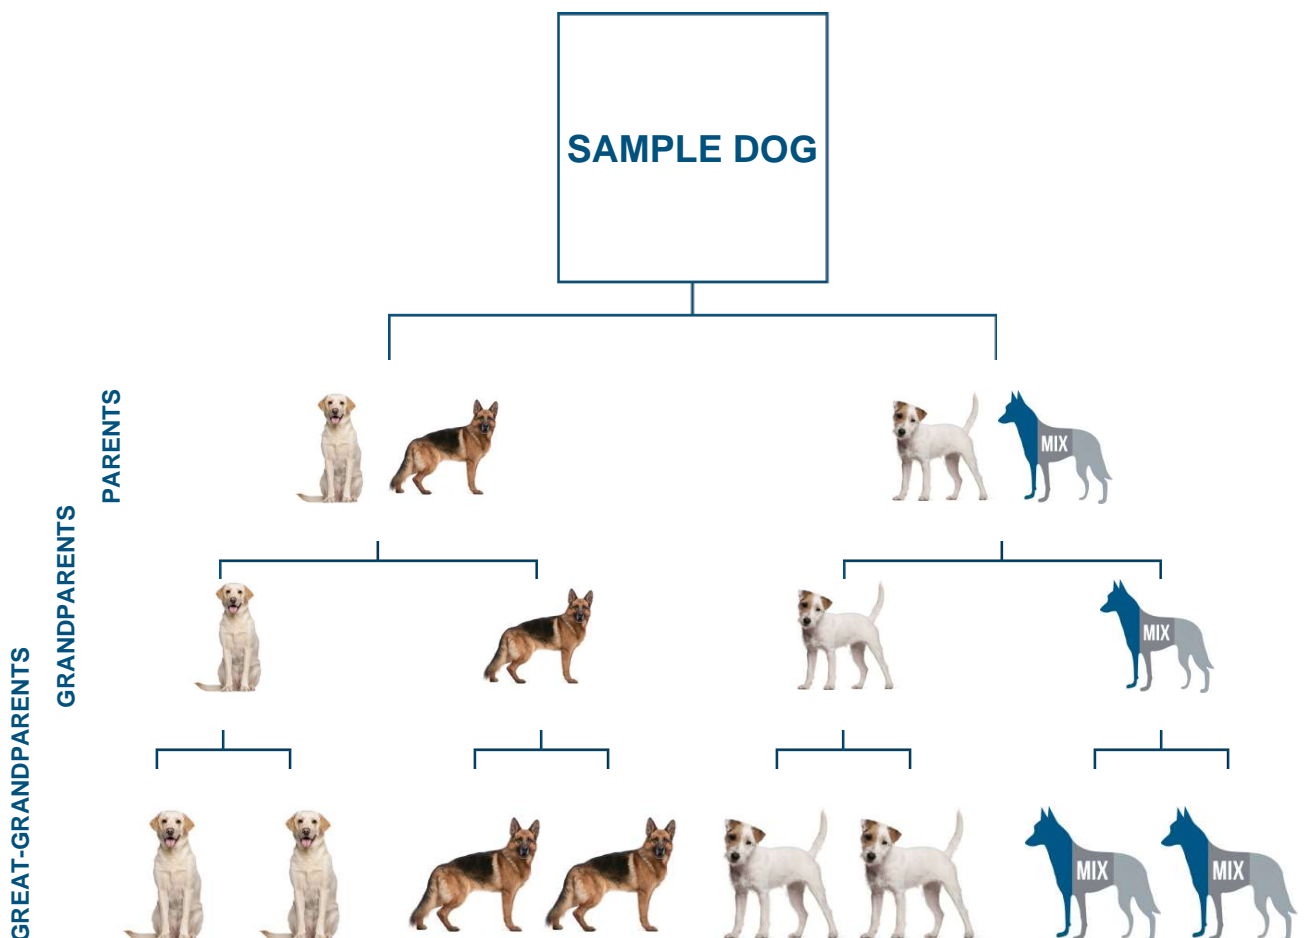 SAMPLE DOG
PARENTS
MIX
GRANDPARENTS
MIX
GREAT-GRANDPARENTS
MIX
MIX